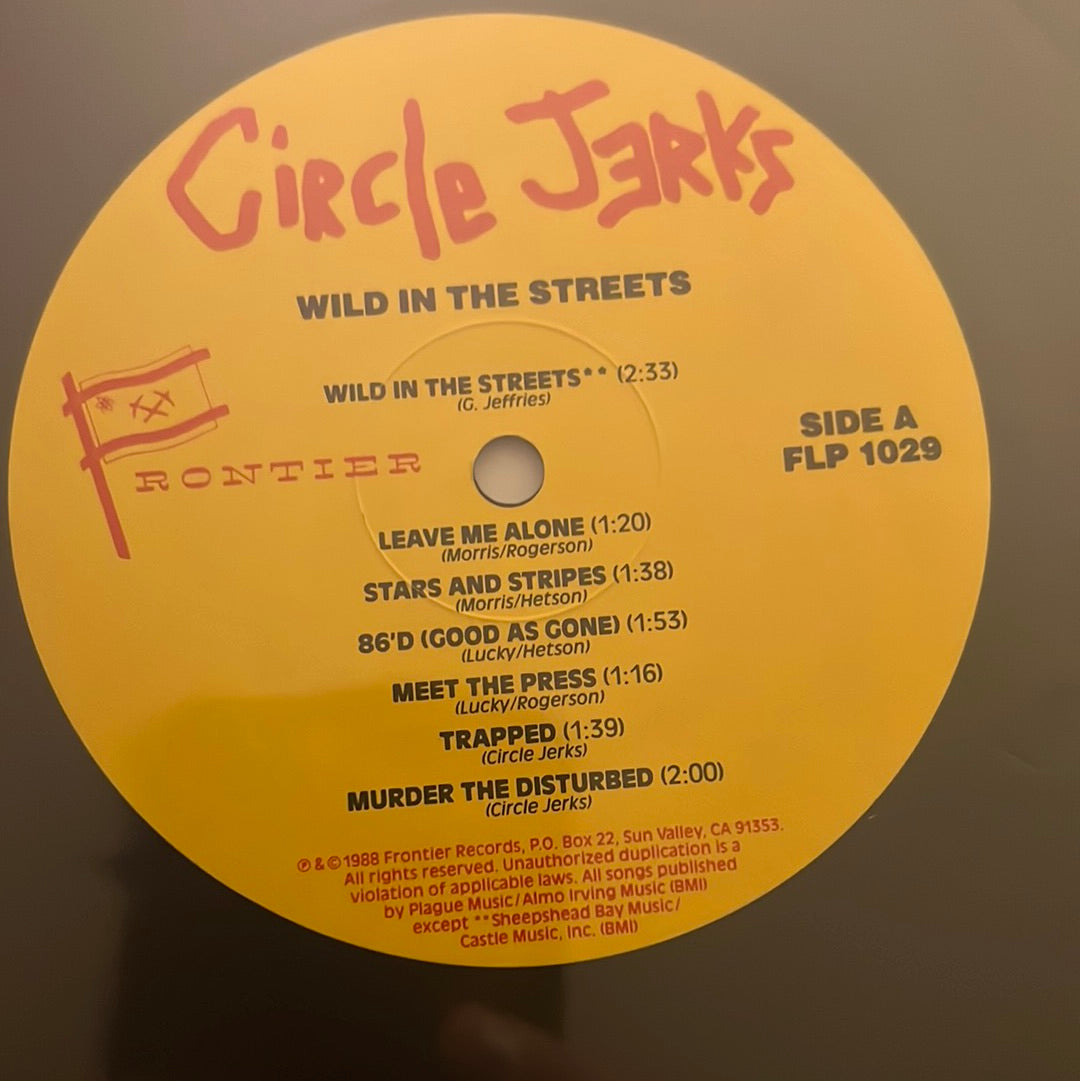 CIRCLE JERKS
WILD IN THE STREETS
WILD IN THE STREETS** (2:33)
(G. Jeffries)
FRONTIER
SIDE A
FLP 1029
LEAVE ME ALONE (1:20)
(Morris/Rogerson)
STARS AND STRIPES (1:38)
(Morris/Hetson)
86'D (GOOD AS GONE) (1:53)
(Lucky/Hetson)
MEET THE PRESS (1:16)
(Lucky/Rogerson)
TRAPPED (1:39)
(Circle Jerks)
MURDER THE DISTURBED (2:00)
(Circle Jerks)
℗ & © 1988 Frontier Records, P.O. Box 22, Sun Valley, CA 91353.
All rights reserved. Unauthorized duplication is a
violation of applicable laws. All songs published
by Plague Music/Almo Irving Music (BMI)
except **Sheepshead Bay Music/
Castle Music, Inc. (BMI)